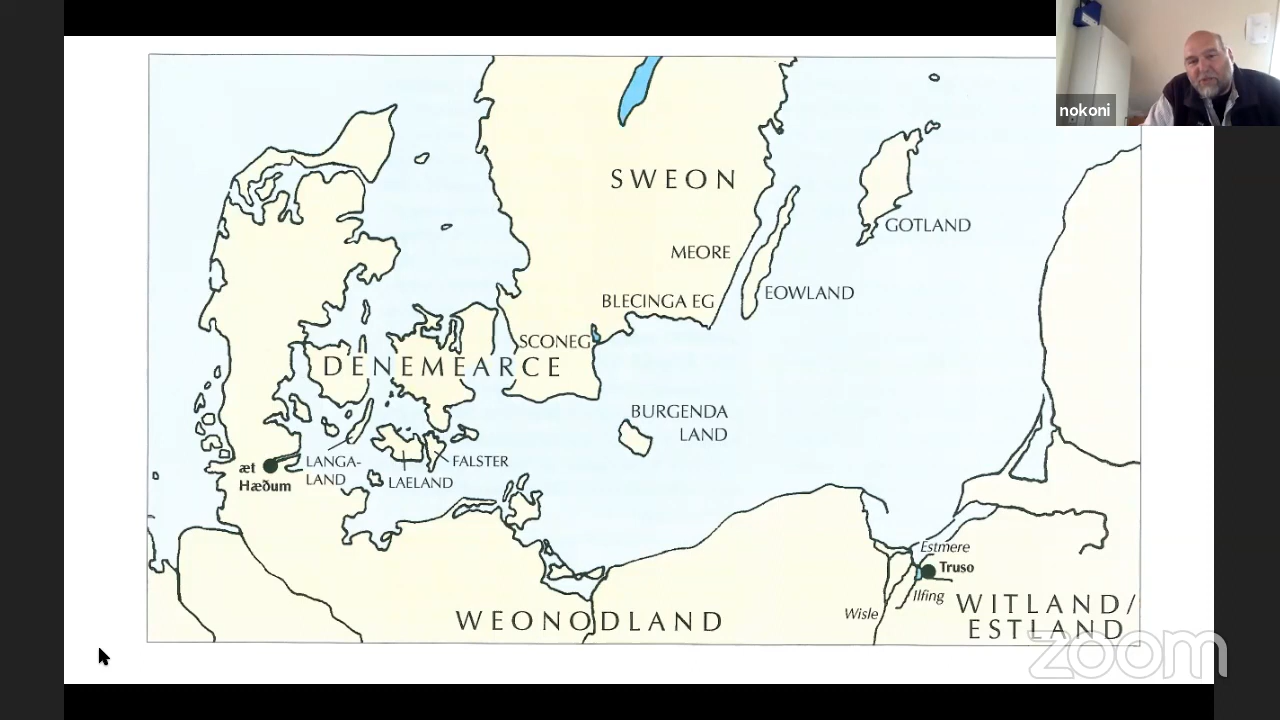 nokoni
SWEON
GOTLAND
MEORE
EOWLAND
BLECINGA EG
SCONEG
DENEMEARCE
BURGENDA
LAND
æt
Hæðum
LANGA-
LAND
LAELAND
FALSTER
Estmere
Truso
Ilfing
Wisle
WITLAND/
ESTLAND
WEONODLAND
zoom